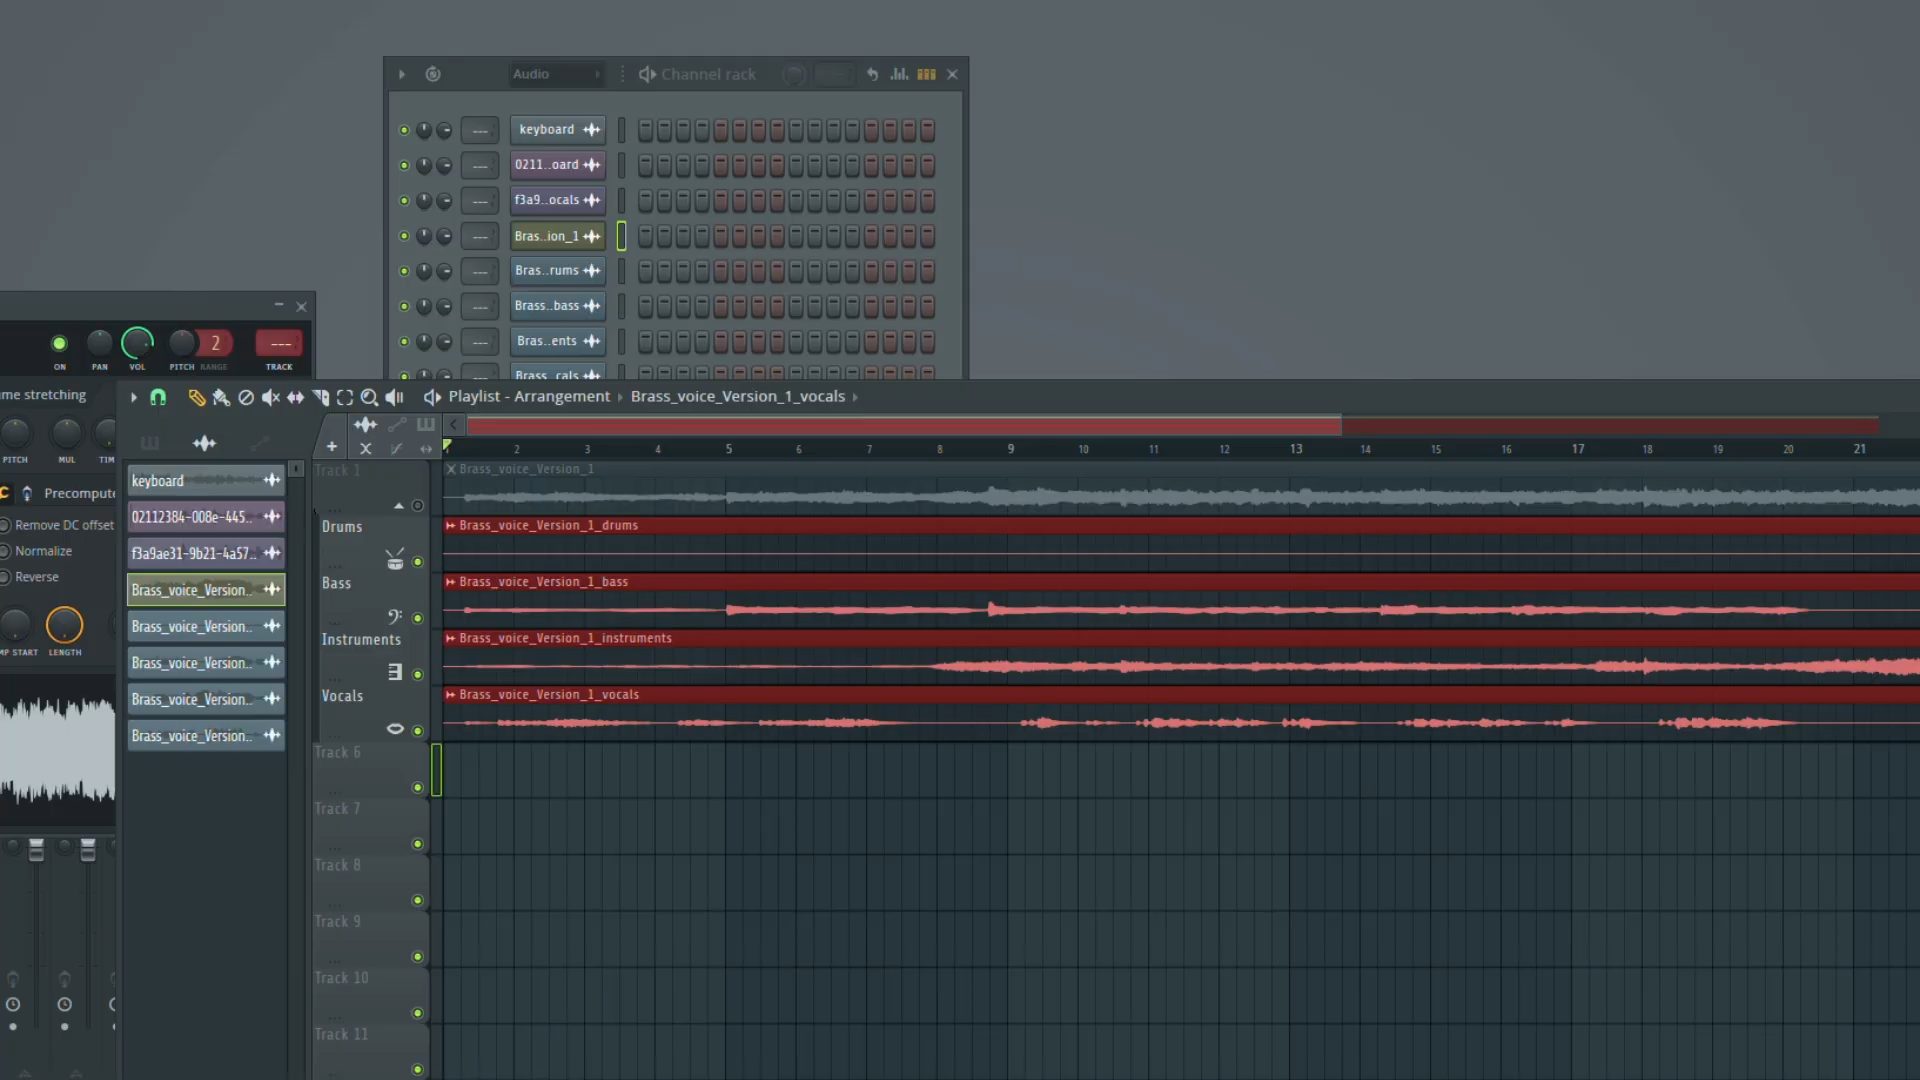 Audio
Channel rack
---
keyboard
---
0211..oard
---
f3a9..ocals
---
Bras..ion_1
---
Bras..rums
---
Brass..bass
---
Bras..ents
Brass..cals
2
---
ON
PAN
VOL
PITCH
RANGE
TRACK
me stretching
PITCH
MUL
TIM
Precompute
Remove DC offset
Normalize
Reverse
MP START
LENGTH
Playlist - Arrangement
Brass_voice_Version_1_vocals
2 3 4 5 6 7 8 9 10 11 12 13 14 15 16 17 18 19 20 21
keyboard
02112384-008e-445..
f3a9ae31-9b21-4a57..
Brass_voice_Version..
Brass_voice_Version..
Brass_voice_Version..
Brass_voice_Version..
Brass_voice_Version..
Track 1
Brass_voice_Version_1
Drums
Brass_voice_Version_1_drums
Bass
Brass_voice_Version_1_bass
Instruments
Brass_voice_Version_1_instruments
Vocals
Brass_voice_Version_1_vocals
Track 6
Track 7
Track 8
Track 9
Track 10
Track 11